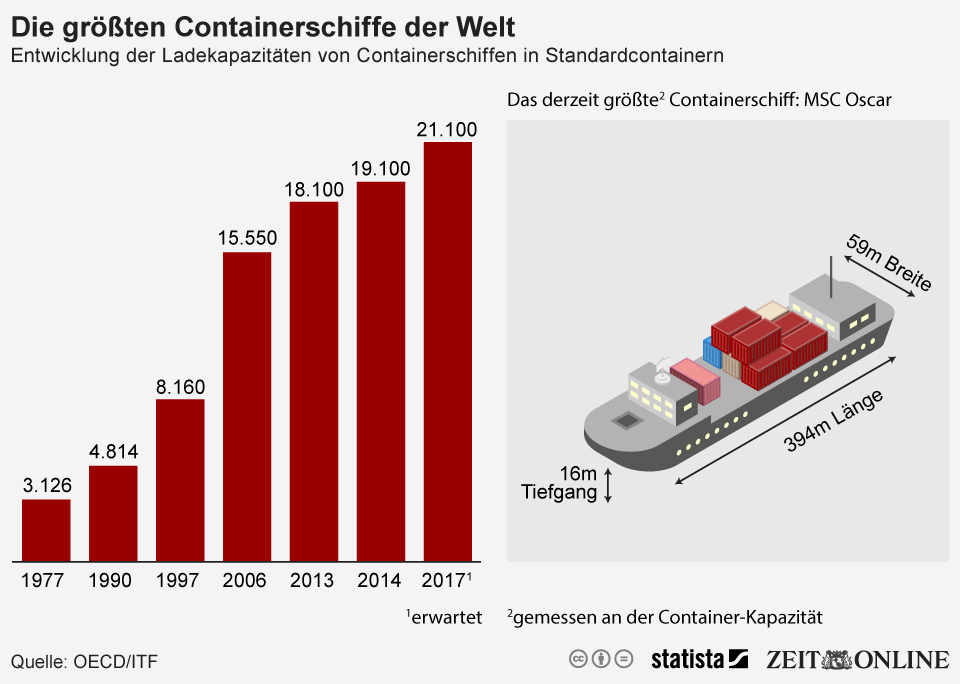 Die größten Containerschiffe der Welt
Entwicklung der Ladekapazitäten von Containerschiffen in Standardcontainern
Das derzeit größte² Containerschiff: MSC Oscar
21.100
19.100
18.100
15.550
8.160
4.814
3.126
1977 1990 1997 2006 2013 2014 2017¹
59m Breite
394m Länge
16m
Tiefgang
¹erwartet
²gemessen an der Container-Kapazität
Quelle: OECD/ITF
cc
statista
ZEIT ONLINE